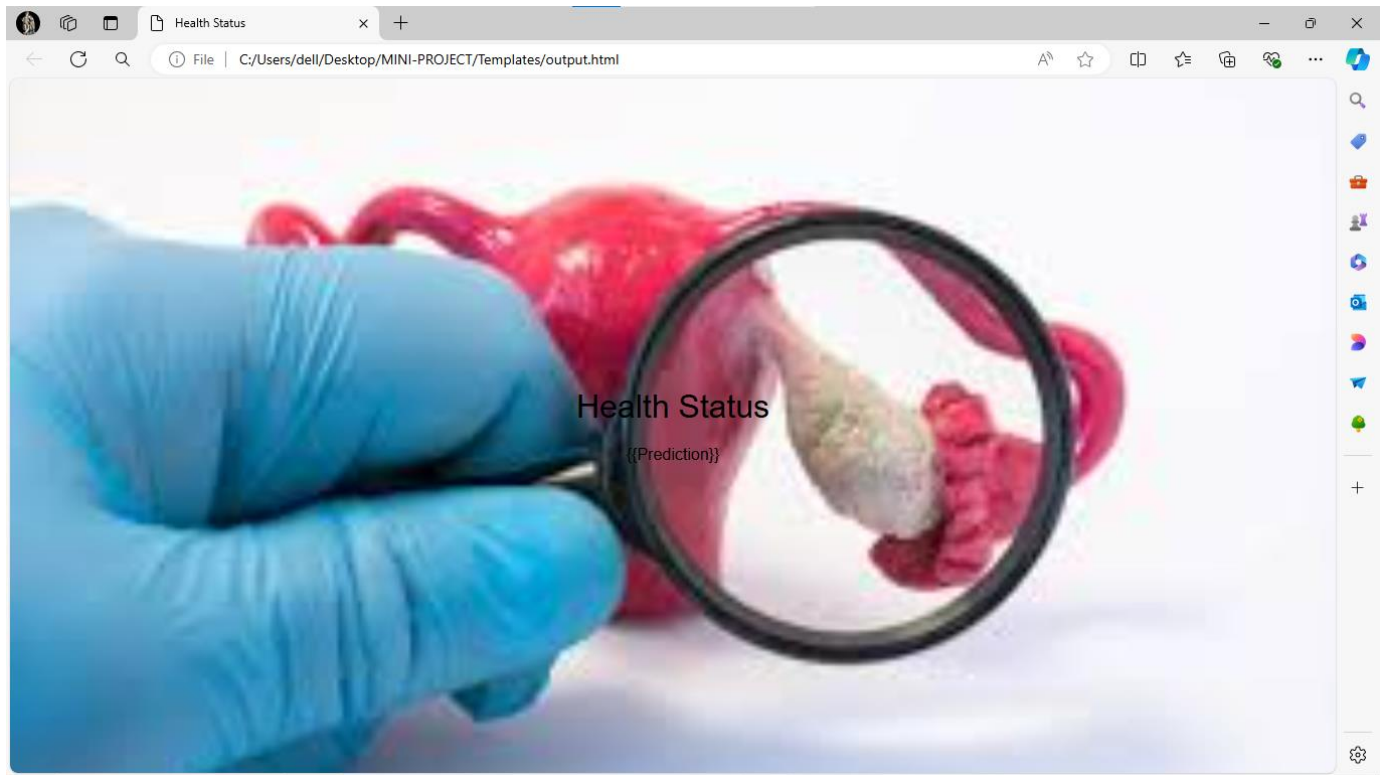 Health Status
File
C:/Users/dell/Desktop/MINI-PROJECT/Templates/output.html
Health Status
{{Prediction}}